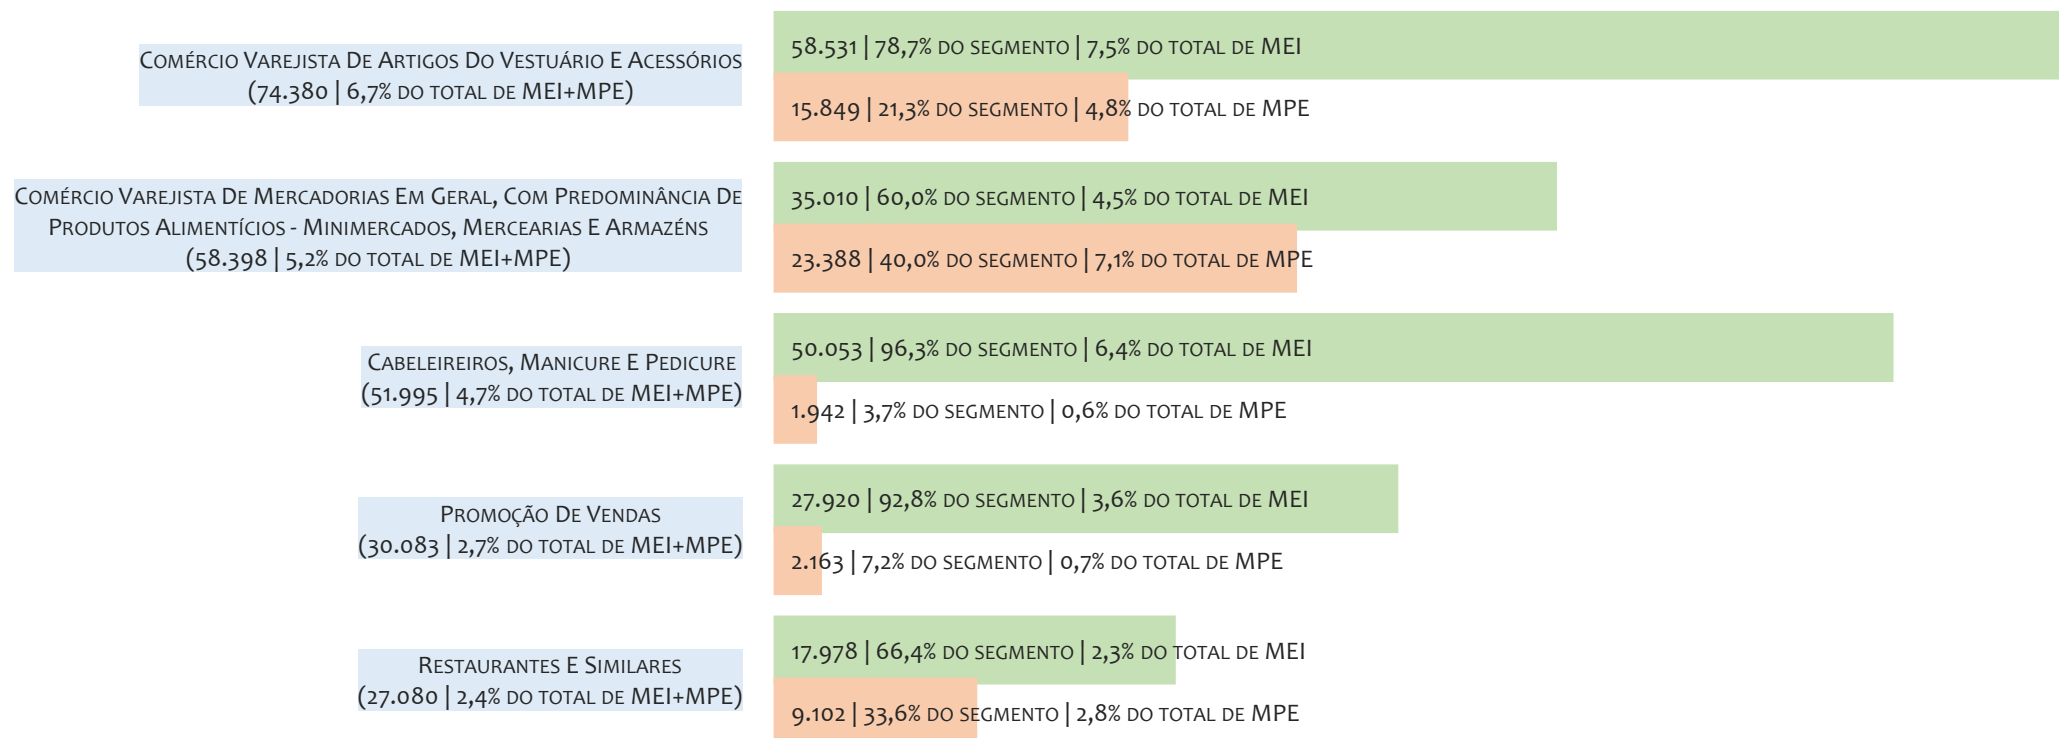 Comércio Varejista De Artigos Do Vestuário E Acessórios
(74.380 | 6,7% do total de MEI+MPE)
58.531 | 78,7% do segmento | 7,5% do total de MEI
15.849 | 21,3% do segmento | 4,8% do total de MPE
Comércio Varejista De Mercadorias Em Geral, Com Predominância De
Produtos Alimentícios - Minimercados, Mercearias E Armazéns
(58.398 | 5,2% do total de MEI+MPE)
35.010 | 60,0% do segmento | 4,5% do total de MEI
23.388 | 40,0% do segmento | 7,1% do total de MPE
Cabeleireiros, Manicure E Pedicure
(51.995 | 4,7% do total de MEI+MPE)
50.053 | 96,3% do segmento | 6,4% do total de MEI
1.942 | 3,7% do segmento | 0,6% do total de MPE
Promoção De Vendas
(30.083 | 2,7% do total de MEI+MPE)
27.920 | 92,8% do segmento | 3,6% do total de MEI
2.163 | 7,2% do segmento | 0,7% do total de MPE
Restaurantes E Similares
(27.080 | 2,4% do total de MEI+MPE)
17.978 | 66,4% do segmento | 2,3% do total de MEI
9.102 | 33,6% do segmento | 2,8% do total de MPE